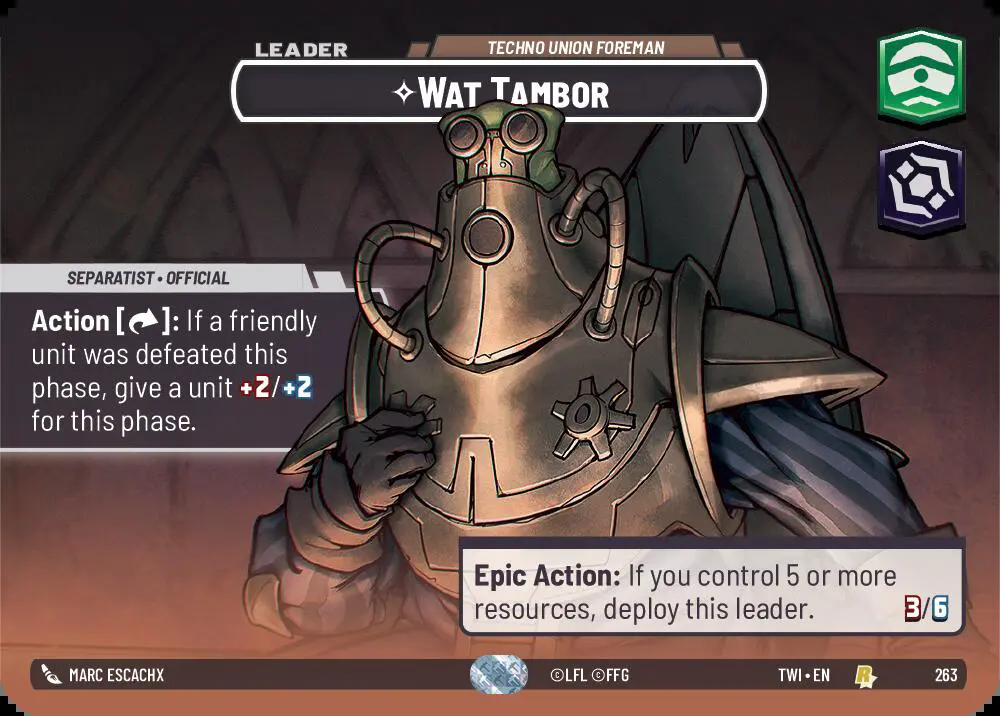 LEADER
TECHNO UNION FOREMAN
WAT TAMBOR
SEPARATIST • OFFICIAL
Action [ ]: If a friendly
unit was defeated this
phase, give a unit +2/+2
for this phase.
Epic Action: If you control 5 or more
resources, deploy this leader.
3/6
MARC ESCACHX
©LFL ©FFG
TWI • EN
R
263